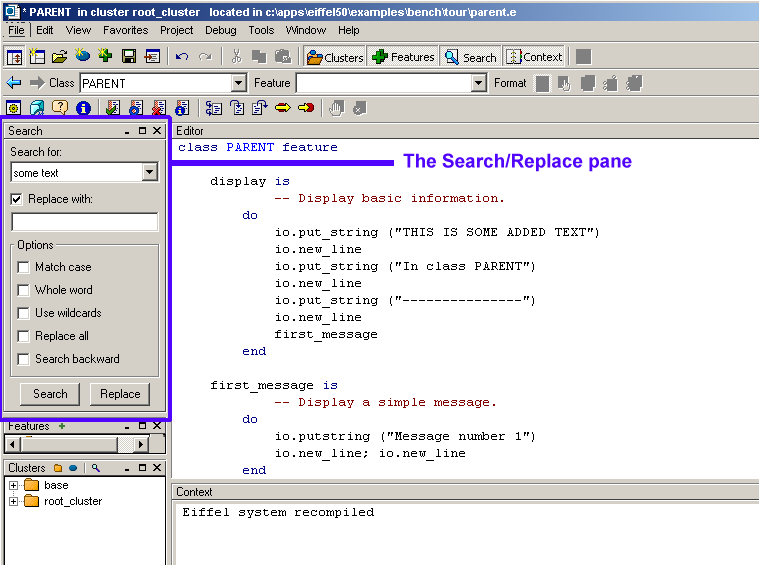 * PARENT in cluster root_cluster located in c:\apps\eiffel50\examples\bench\tour\parent.e
File Edit View Favorites Project Debug Tools Window Help
Clusters Features Search Context
Class PARENT Feature Format
Search
Search for:
some text
Replace with:
Options
Match case
Whole word
Use wildcards
Replace all
Search backward
Search Replace
Features
Clusters
base
root_cluster
Editor
class PARENT feature
The Search/Replace pane
display is
-- Display basic information.
do
io.put_string ("THIS IS SOME ADDED TEXT")
io.new_line
io.put_string ("In class PARENT")
io.new_line
io.put_string ("---------------")
io.new_line
first_message
end
first_message is
-- Display a simple message.
do
io.putstring ("Message number 1")
io.new_line; io.new_line
end
Context
Eiffel system recompiled